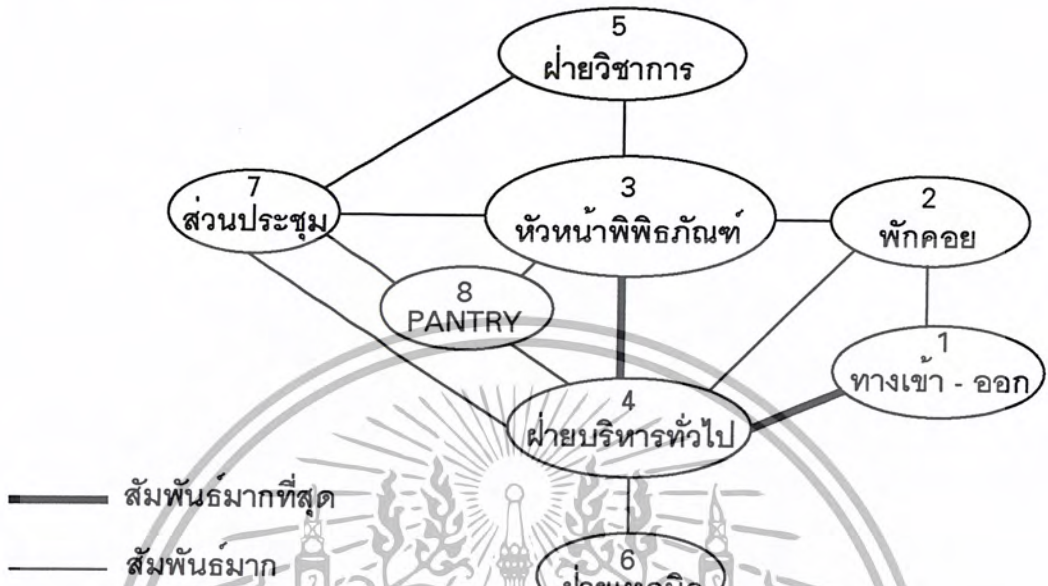 5
ฝ่ายวิชาการ
7
ส่วนประชุม
3
หัวหน้าพิพิธภัณฑ์
2
พักคอย
8
PANTRY
1
ทางเข้า - ออก
4
ฝ่ายบริหารทั่วไป
สัมพันธ์มากที่สุด
สัมพันธ์มาก
6